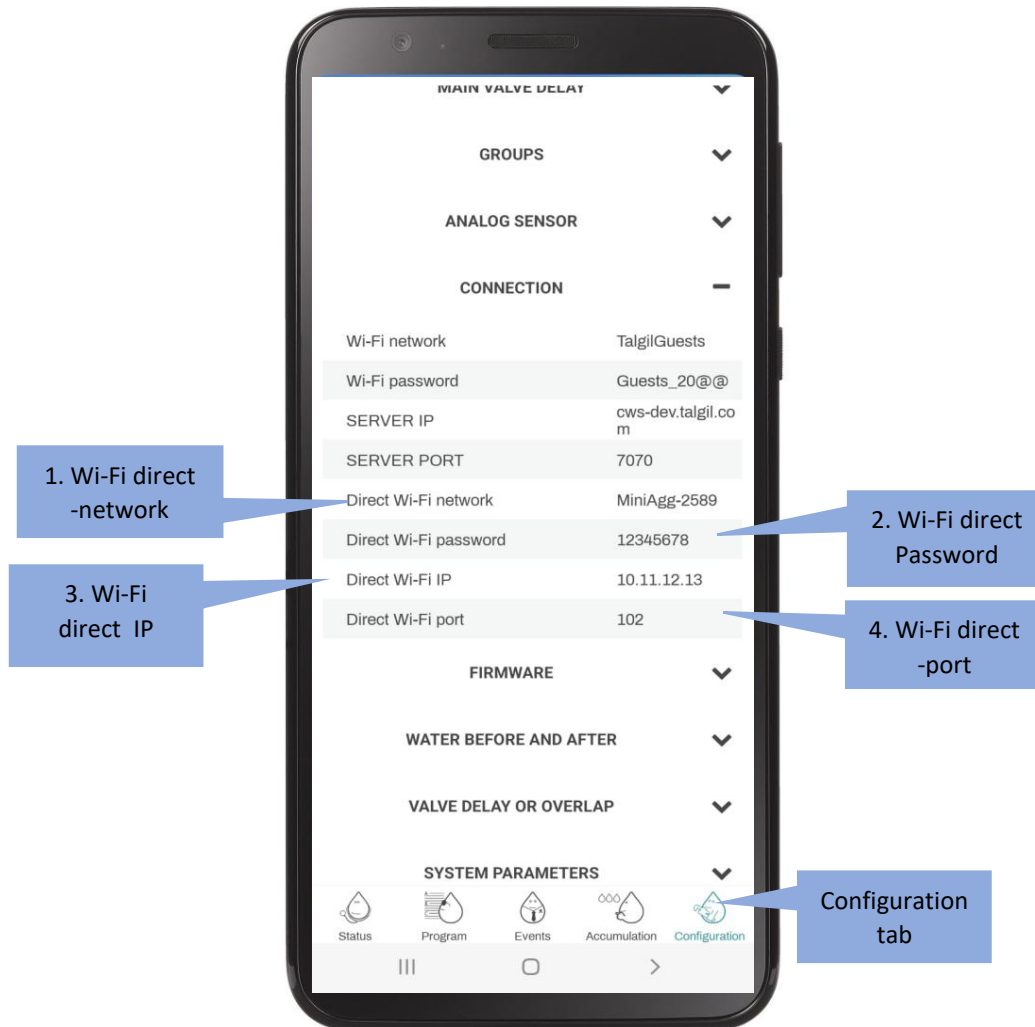 MAIN VALVE DELAY
GROUPS
ANALOG SENSOR
CONNECTION
Wi-Fi network TalgilGuests
Wi-Fi password Guests_20@@
SERVER IP cws-dev.talgil.co
m
SERVER PORT 7070
Direct Wi-Fi network MiniAgg-2589
Direct Wi-Fi password 12345678
Direct Wi-Fi IP 10.11.12.13
Direct Wi-Fi port 102
FIRMWARE
WATER BEFORE AND AFTER
VALVE DELAY OR OVERLAP
SYSTEM PARAMETERS
Status Program Events Accumulation Configuration
1. Wi-Fi direct
-network
2. Wi-Fi direct
Password
3. Wi-Fi
direct IP
4. Wi-Fi direct
-port
Configuration
tab